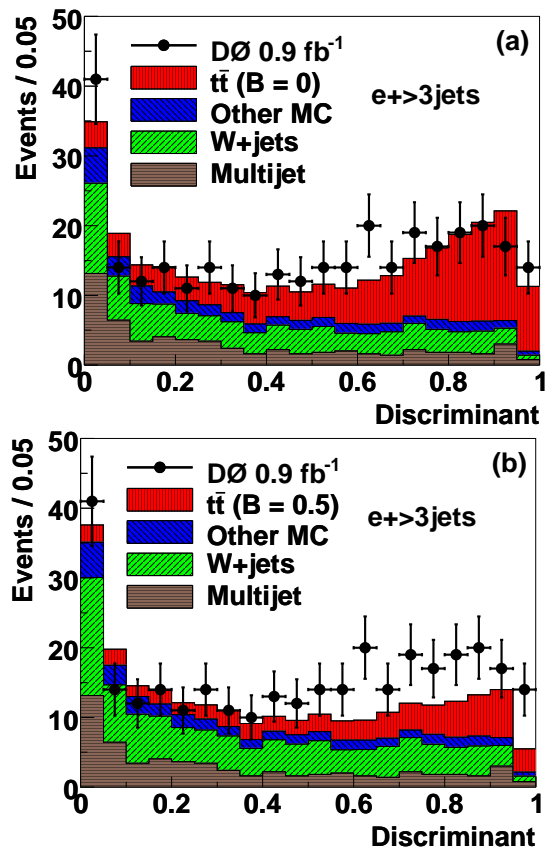 50
40
30
20
10
0
Events / 0.05
(a)
DØ 0.9 fb⁻¹
tt̄ (B = 0)
Other MC
W+jets
Multijet
e+>3jets
0 0.2 0.4 0.6 0.8 1
Discriminant
50
40
30
20
10
0
Events / 0.05
(b)
DØ 0.9 fb⁻¹
tt̄ (B = 0.5)
Other MC
W+jets
Multijet
e+>3jets
0 0.2 0.4 0.6 0.8 1
Discriminant